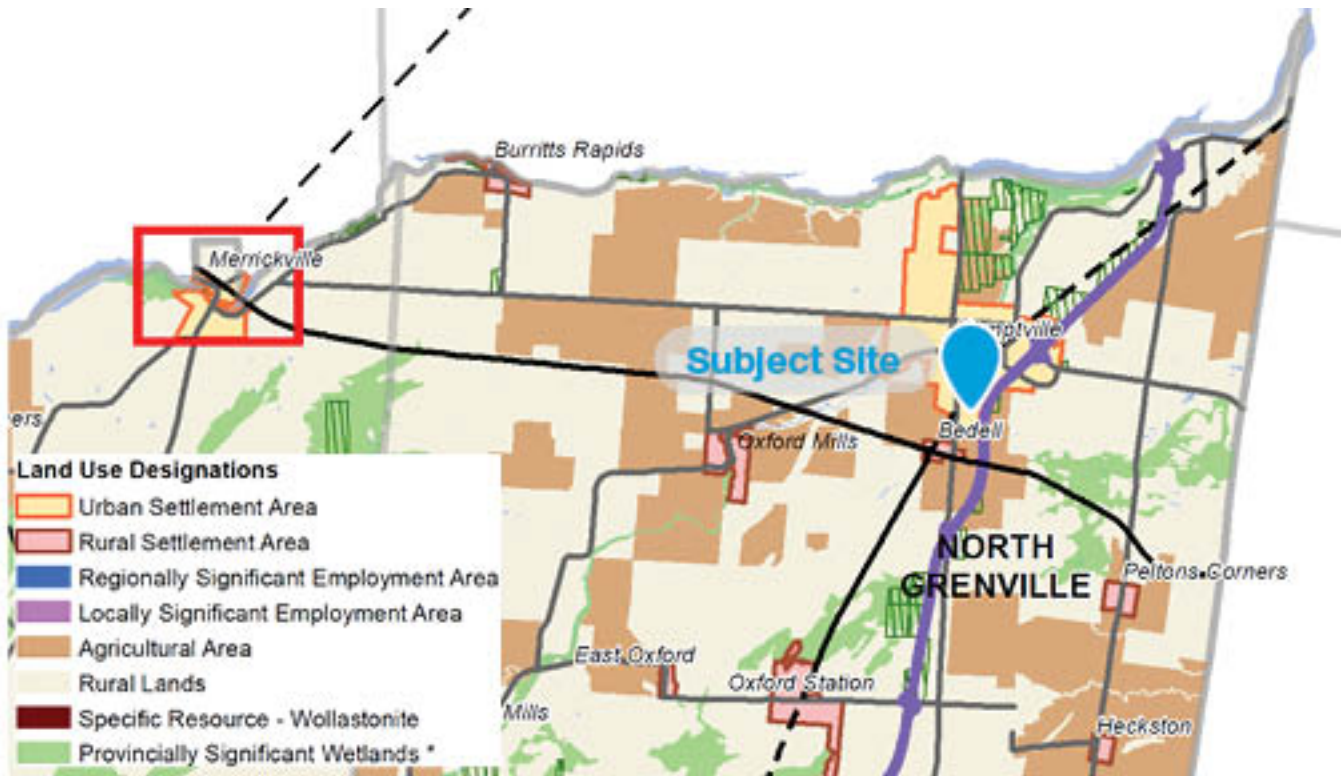 Burritts Rapids
Merrickville
mptville
Subject Site
ers
Oxford Mills
Bedell
Land Use Designations
Urban Settlement Area
Rural Settlement Area
Regionally Significant Employment Area
Locally Significant Employment Area
Agricultural Area
Rural Lands
Specific Resource - Wollastonite
Provincially Significant Wetlands *
NORTH
GRENVILLE
Peltons Corners
East Oxford
Oxford Station
Mills
Heckston